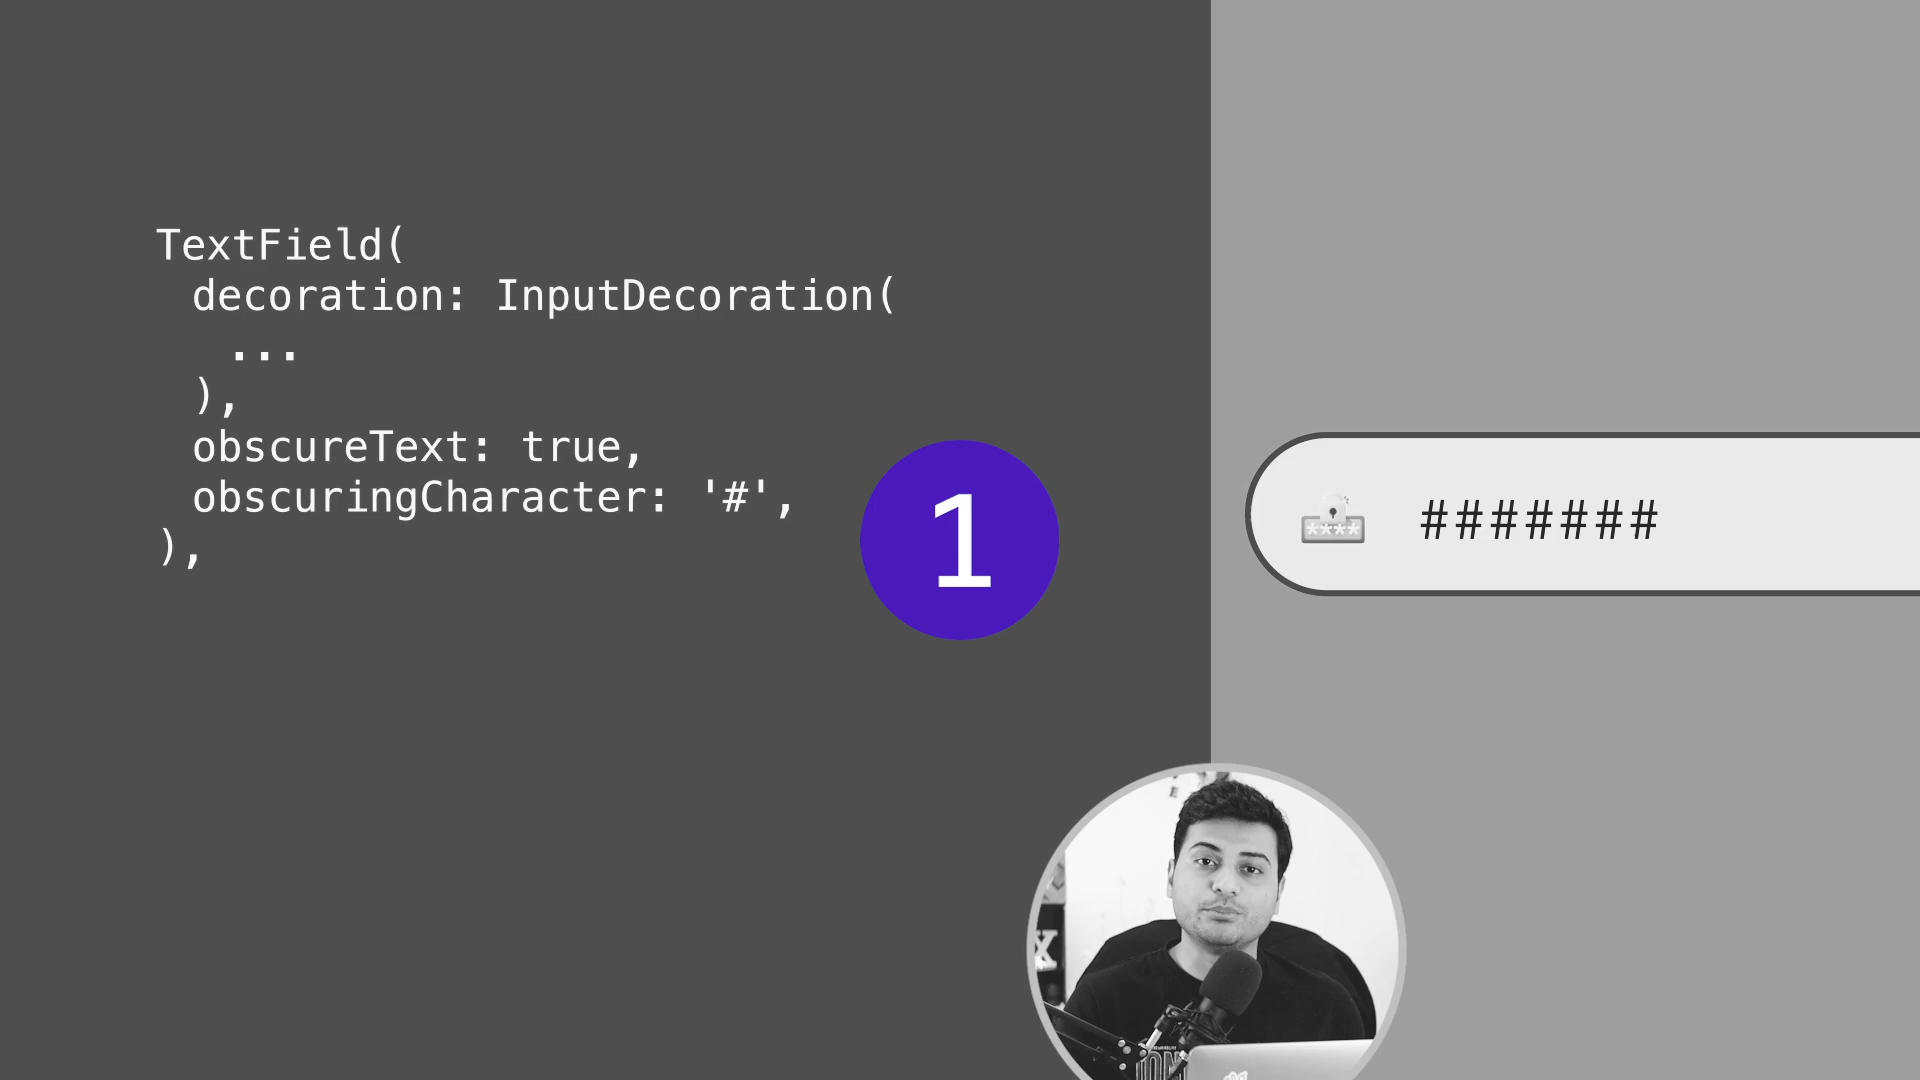 TextField(
decoration: InputDecoration(
...
),
obscureText: true,
obscuringCharacter: '#',
),
1
****
#######
X